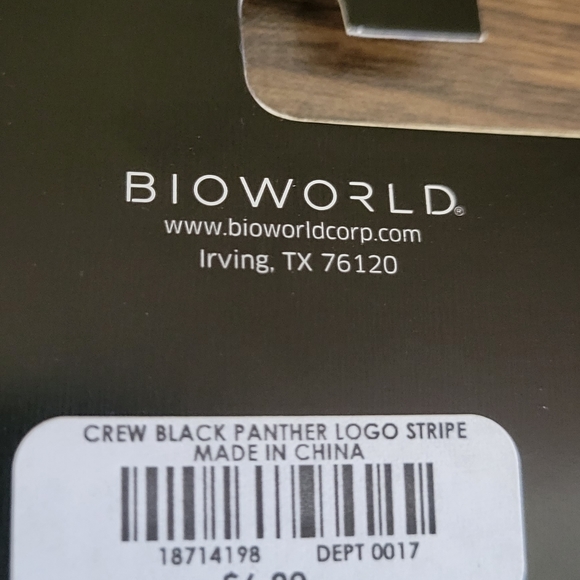 BIOWORLD®
www.bioworldcorp.com
Irving, TX 76120
CREW BLACK PANTHER LOGO STRIPE
MADE IN CHINA
18714198 DEPT 0017